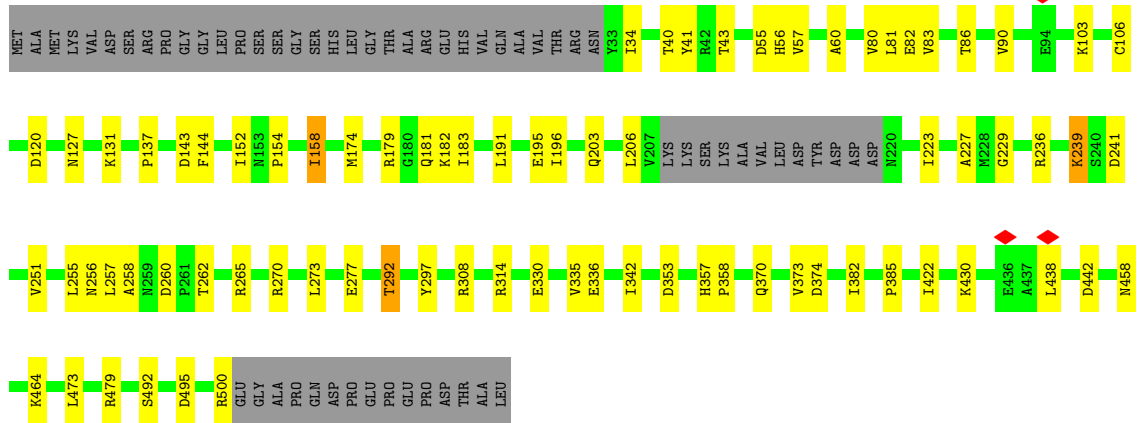 MET ALA MET LYS VAL ASP SER ARG PRO GLY GLY LEU PRO SER SER GLY SER HIS LEU GLY THR ALA ARG GLU HIS VAL GLN ALA VAL THR ARG ASN Y33 I34 T40 Y41 R42 T43 D55 H56 V57 A60 V80 L81 E82 V83 T86 V90 E94 K103 C106
D120 N127 K131 P137 D143 F144 I152 N153 P154 I158 M174 R179 G180 Q181 K182 I183 L191 E195 I196 Q203 L206 V207 LYS LYS SER LYS ALA VAL LEU ASP TYR ASP ASP ASP N220 I223 A227 M228 G229 R236 K239 S240 D241
V251 L255 N256 L257 A258 N259 D260 P261 T262 R265 R270 L273 E277 T292 Y297 R308 R314 E330 V335 E336 I342 D353 H357 P358 Q370 V373 D374 I382 P385 I422 K430 E436 A437 L438 D442 N458
K464 L473 R479 S492 D495 R500 GLU GLY ALA PRO GLN ASP PRO GLU PRO GLU PRO ASP THR ALA LEU